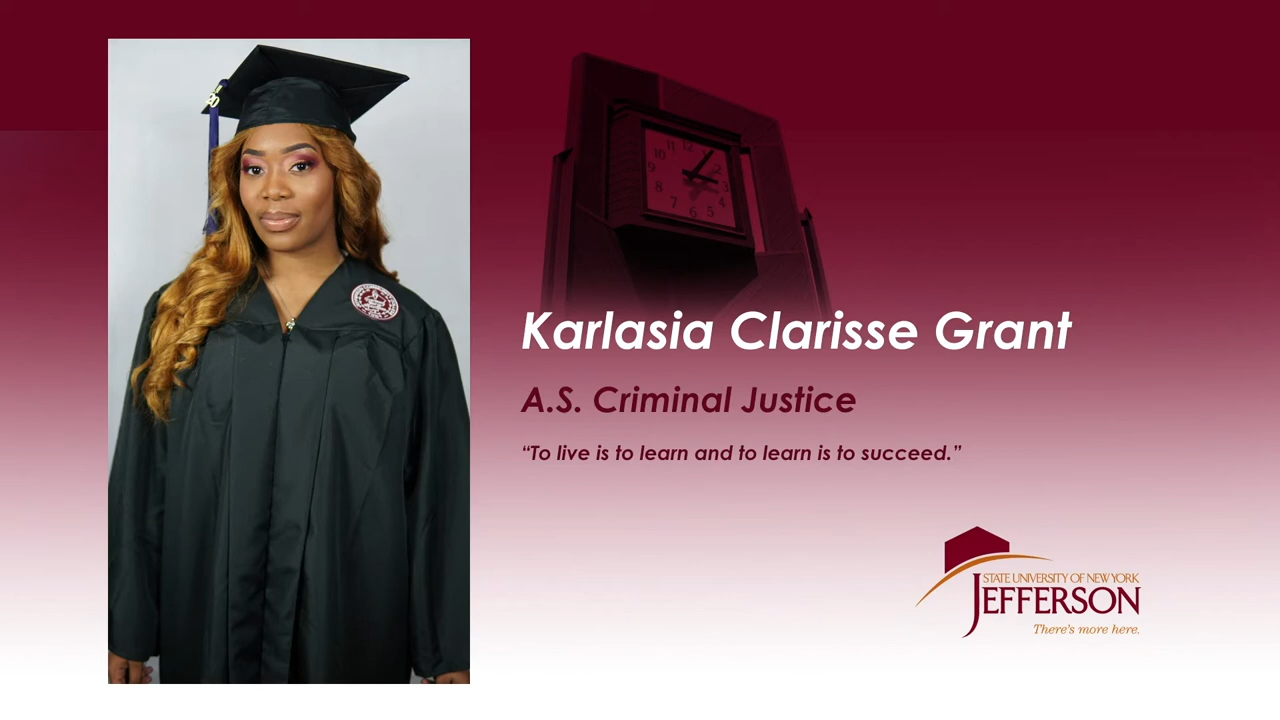 20
Karlasia Clarisse Grant
A.S. Criminal Justice
“To live is to learn and to learn is to succeed.”
STATE UNIVERSITY OF NEW YORK
JEFFERSON
There's more here.